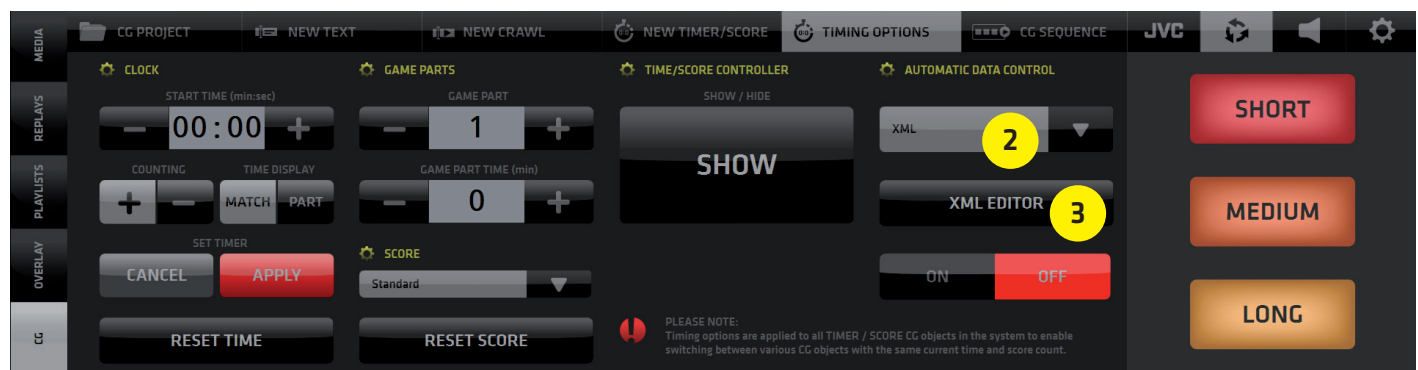 MEDIA
REPLAYS
PLAYLISTS
OVERLAY
CG
CG PROJECT
NEW TEXT
NEW CRAWL
NEW TIMER/SCORE
TIMING OPTIONS
CG SEQUENCE
JVC
CLOCK
START TIME (min:sec)
− 00:00 +
COUNTING
TIME DISPLAY
+ −
MATCH PART
SET TIMER
CANCEL
APPLY
RESET TIME
GAME PARTS
GAME PART
− 1 +
GAME PART TIME (min)
− 0 +
SCORE
Standard
RESET SCORE
TIME/SCORE CONTROLLER
SHOW / HIDE
SHOW
AUTOMATIC DATA CONTROL
XML
2
XML EDITOR
3
ON OFF
PLEASE NOTE:
Timing options are applied to all TIMER / SCORE CG objects in the system to enable
switching between various CG objects with the same current time and score count.
SHORT
MEDIUM
LONG